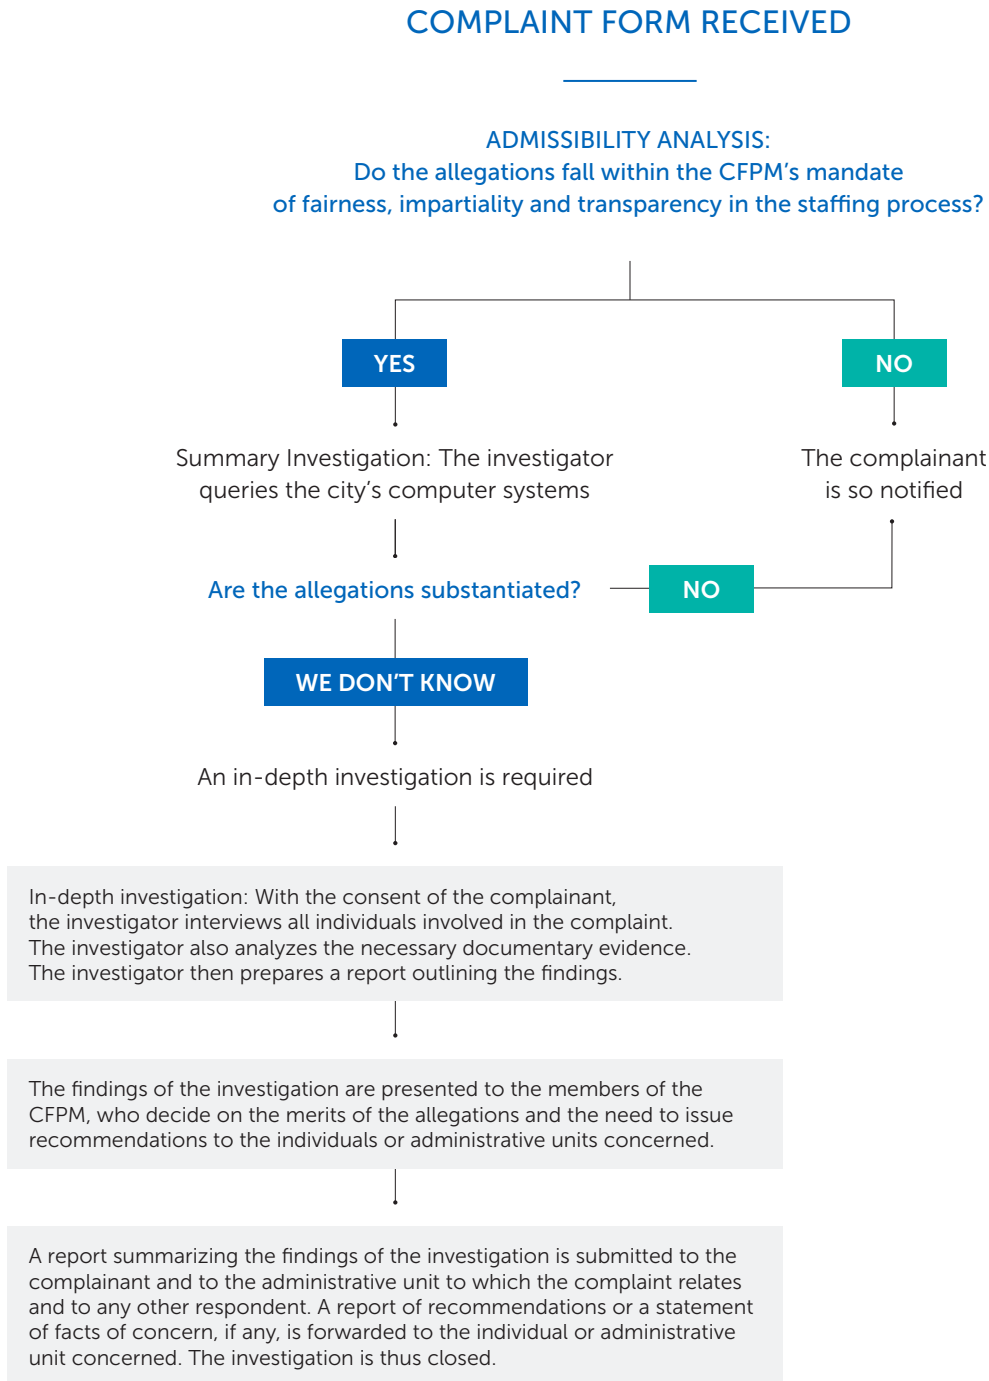 COMPLAINT FORM RECEIVED
ADMISSIBILITY ANALYSIS:
Do the allegations fall within the CFPM’s mandate
of fairness, impartiality and transparency in the staffing process?
YES
NO
Summary Investigation: The investigator
queries the city’s computer systems
The complainant
is so notified
Are the allegations substantiated?
NO
WE DON’T KNOW
An in-depth investigation is required
In-depth investigation: With the consent of the complainant,
the investigator interviews all individuals involved in the complaint.
The investigator also analyzes the necessary documentary evidence.
The investigator then prepares a report outlining the findings.
The findings of the investigation are presented to the members of the
CFPM, who decide on the merits of the allegations and the need to issue
recommendations to the individuals or administrative units concerned.
A report summarizing the findings of the investigation is submitted to the
complainant and to the administrative unit to which the complaint relates
and to any other respondent. A report of recommendations or a statement
of facts of concern, if any, is forwarded to the individual or administrative
unit concerned. The investigation is thus closed.